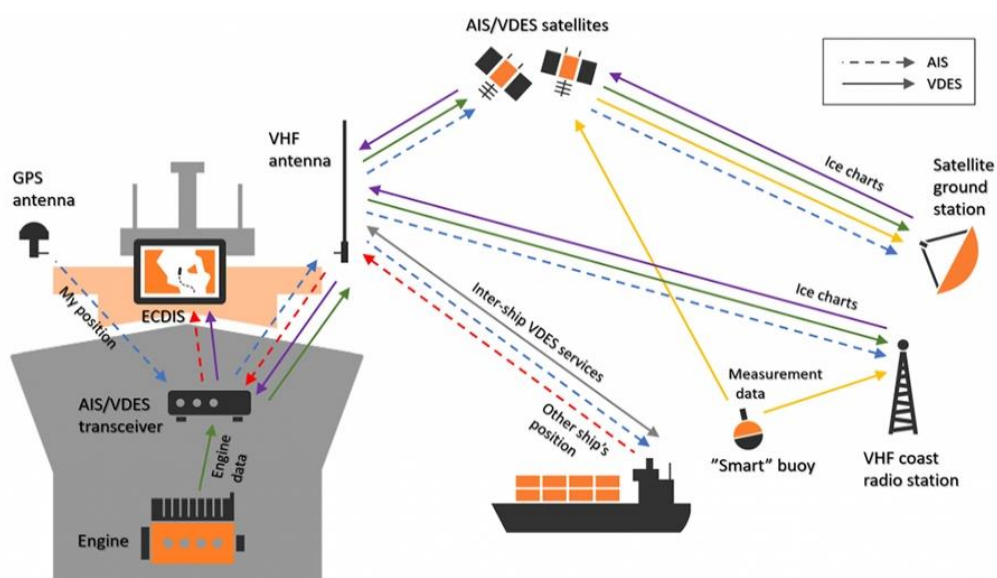 AIS/VDES satellites
AIS
VDES
VHF
antenna
GPS
antenna
Ice charts
Satellite
ground
station
My position
ECDIS
Inter-ship VDES services
Ice charts
AIS/VDES
transceiver
Engine
data
Other ship's
position
Measurement
data
"Smart" buoy
VHF coast
radio station
Engine